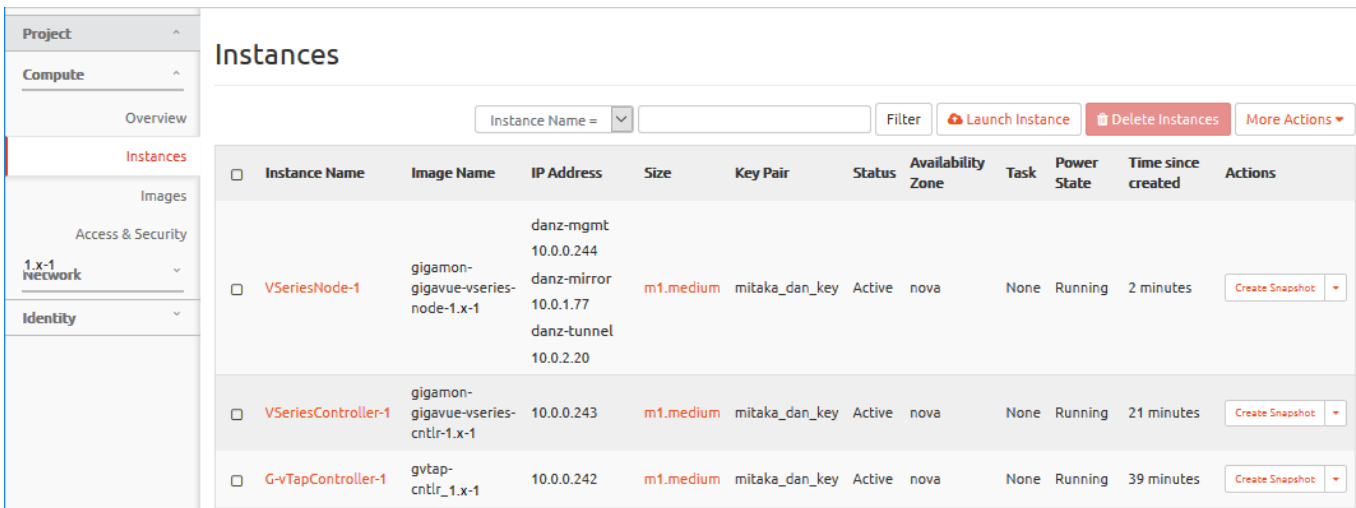 Project
Compute
Overview
Instances
Images
Access & Security
1.x-1
Network
Identity
Instances
Instance Name = Filter Launch Instance Delete Instances More Actions
Instance Name Image Name IP Address Size Key Pair Status Availability Zone Task Power State Time since created Actions
danz-mgmt
10.0.0.244
danz-mirror
10.0.1.77
danz-tunnel
10.0.2.20
VSeriesNode-1 gigamon-gigavue-vseries-node-1.x-1 m1.medium mitaka_dan_key Active nova None Running 2 minutes Create Snapshot
VSeriesController-1 gigamon-gigavue-vseries-cntlr-1.x-1 10.0.0.243 m1.medium mitaka_dan_key Active nova None Running 21 minutes Create Snapshot
G-vTapController-1 gvtap-cntlr_1.x-1 10.0.0.242 m1.medium mitaka_dan_key Active nova None Running 39 minutes Create Snapshot